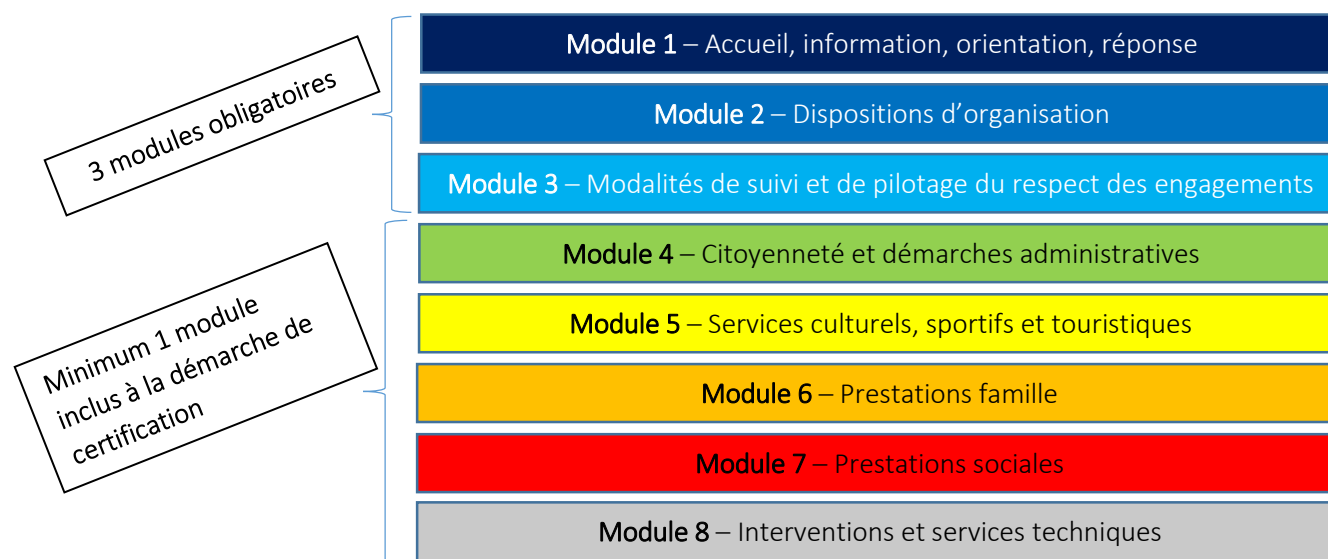 3 modules obligatoires
Module 1 – Accueil, information, orientation, réponse
Module 2 – Dispositions d’organisation
Module 3 – Modalités de suivi et de pilotage du respect des engagements
Minimum 1 module
inclus à la démarche de
certification
Module 4 – Citoyenneté et démarches administratives
Module 5 – Services culturels, sportifs et touristiques
Module 6 – Prestations famille
Module 7 – Prestations sociales
Module 8 – Interventions et services techniques